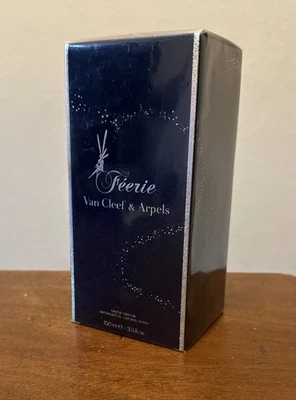 Féerie
Van Cleef & Arpels
100 ml ℮ - 3.3 fl. oz.